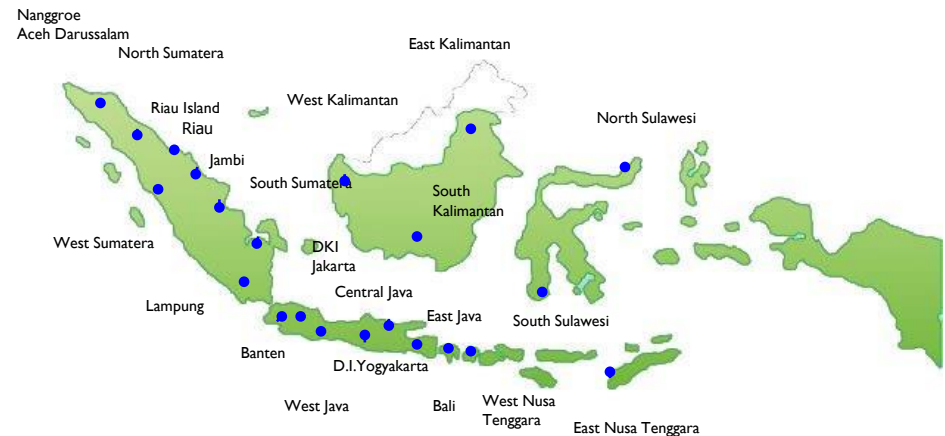 Nanggroe
Aceh Darussalam
North Sumatera
East Kalimantan
Riau Island
Riau
West Kalimantan
North Sulawesi
Jambi
South Sumatera
South
Kalimantan
West Sumatera
DKI
Jakarta
Lampung
Central Java
East Java
South Sulawesi
Banten
D.I.Yogyakarta
West Java
Bali
West Nusa
Tenggara
East Nusa Tenggara